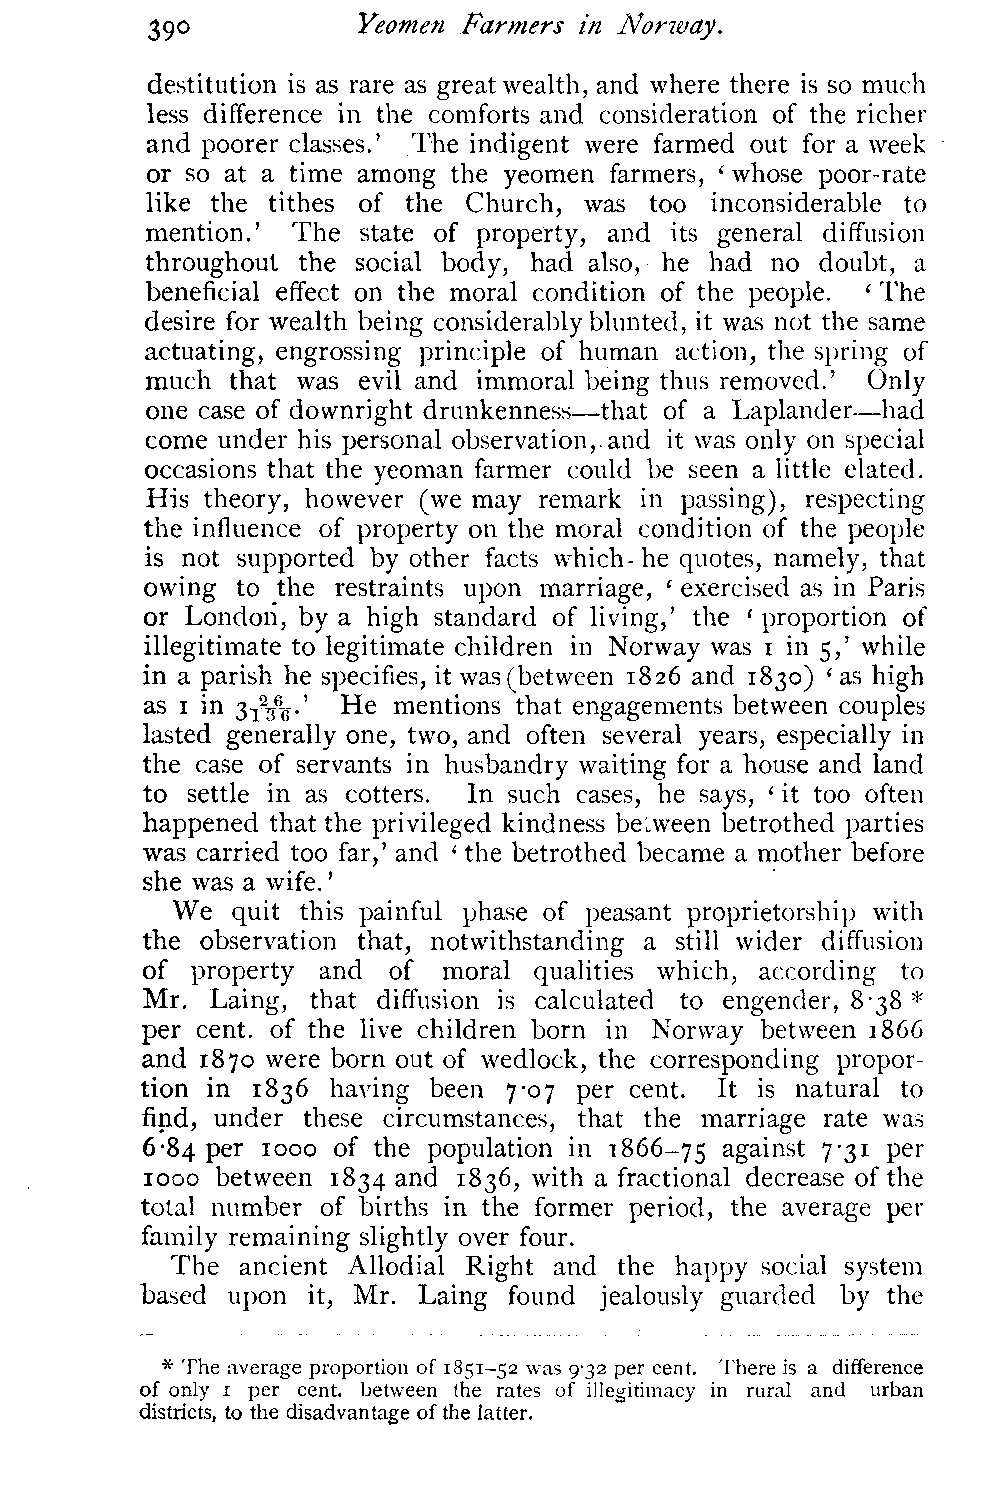 390 Yeomen Farmers in Norway.
destitution is as rare as great wealth, and where there is so much
less difference in the comforts and consideration of the richer
and poorer classes.' The indigent were farmed out for a week
or so at a time among the yeomen farmers, ' whose poor-rate
like the tithes of the Church, was too inconsiderable to
mention.' The state of property, and its general diffusion
throughout the social body, had also, he had no doubt, a
beneficial effect on the moral condition of the people. ' The
desire for wealth being considerably blunted, it was not the same
actuating, engrossing principle of human action, the spring of
much that was evil and immoral being thus removed.' Only
one case of downright drunkenness—that of a Laplander—had
come under his personal observation, and it was only on special
occasions that the yeoman farmer could be seen a little elated.
His theory, however (we may remark in passing), respecting
the influence of property on the moral condition of the people
is not supported by other facts which he quotes, namely, that
owing to the restraints upon marriage, ' exercised as in Paris
or London, by a high standard of living,' the ' proportion of
illegitimate to legitimate children in Norway was 1 in 5,' while
in a parish he specifies, it was (between 1826 and 1830) ' as high
as 1 in 3 26/136.' He mentions that engagements between couples
lasted generally one, two, and often several years, especially in
the case of servants in husbandry waiting for a house and land
to settle in as cotters. In such cases, he says, ' it too often
happened that the privileged kindness between betrothed parties
was carried too far,' and ' the betrothed became a mother before
she was a wife.'
We quit this painful phase of peasant proprietorship with
the observation that, notwithstanding a still wider diffusion
of property and of moral qualities which, according to
Mr. Laing, that diffusion is calculated to engender, 8·38 *
per cent. of the live children born in Norway between 1866
and 1870 were born out of wedlock, the corresponding propor-
tion in 1836 having been 7·07 per cent. It is natural to
find, under these circumstances, that the marriage rate was
6·84 per 1000 of the population in 1866–75 against 7·31 per
1000 between 1834 and 1836, with a fractional decrease of the
total number of births in the former period, the average per
family remaining slightly over four.
The ancient Allodial Right and the happy social system
based upon it, Mr. Laing found jealously guarded by the
* The average proportion of 1851–52 was 9·32 per cent. There is a difference
of only 1 per cent. between the rates of illegitimacy in rural and urban
districts, to the disadvantage of the latter.